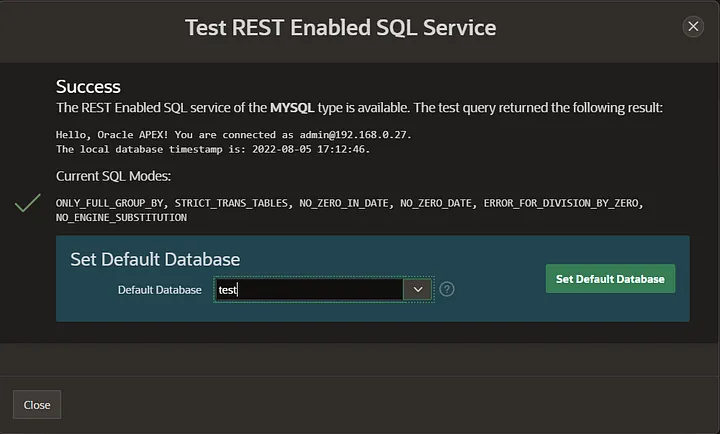 Test REST Enabled SQL Service
Success
The REST Enabled SQL service of the MYSQL type is available. The test query returned the following result:
Hello, Oracle APEX! You are connected as admin@192.168.0.27.
The local database timestamp is: 2022-08-05 17:12:46.
Current SQL Modes:
ONLY_FULL_GROUP_BY, STRICT_TRANS_TABLES, NO_ZERO_IN_DATE, NO_ZERO_DATE, ERROR_FOR_DIVISION_BY_ZERO,
NO_ENGINE_SUBSTITUTION
Set Default Database
Default Database test ? Set Default Database
Close